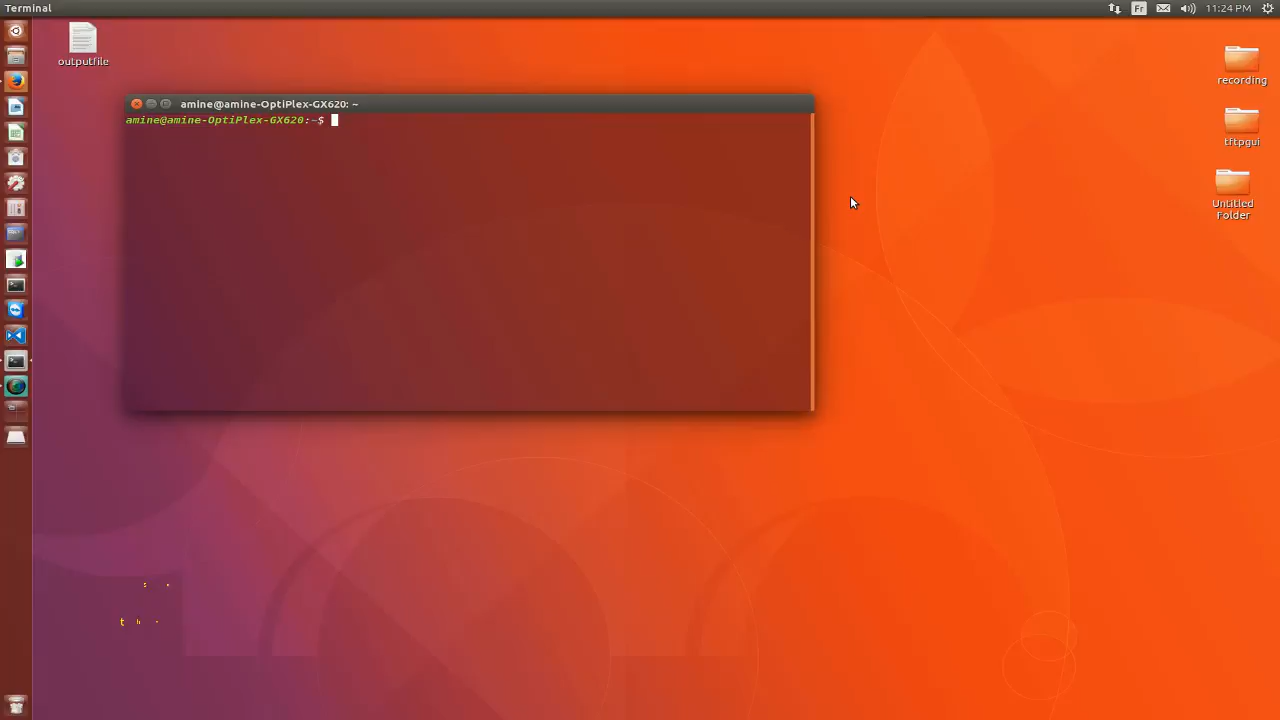 Terminal
Fr
11:24 PM
outputfile
recording
tftpgui
Untitled
Folder
amine@amine-OptiPlex-GX620: ~
amine@amine-OptiPlex-GX620:~$